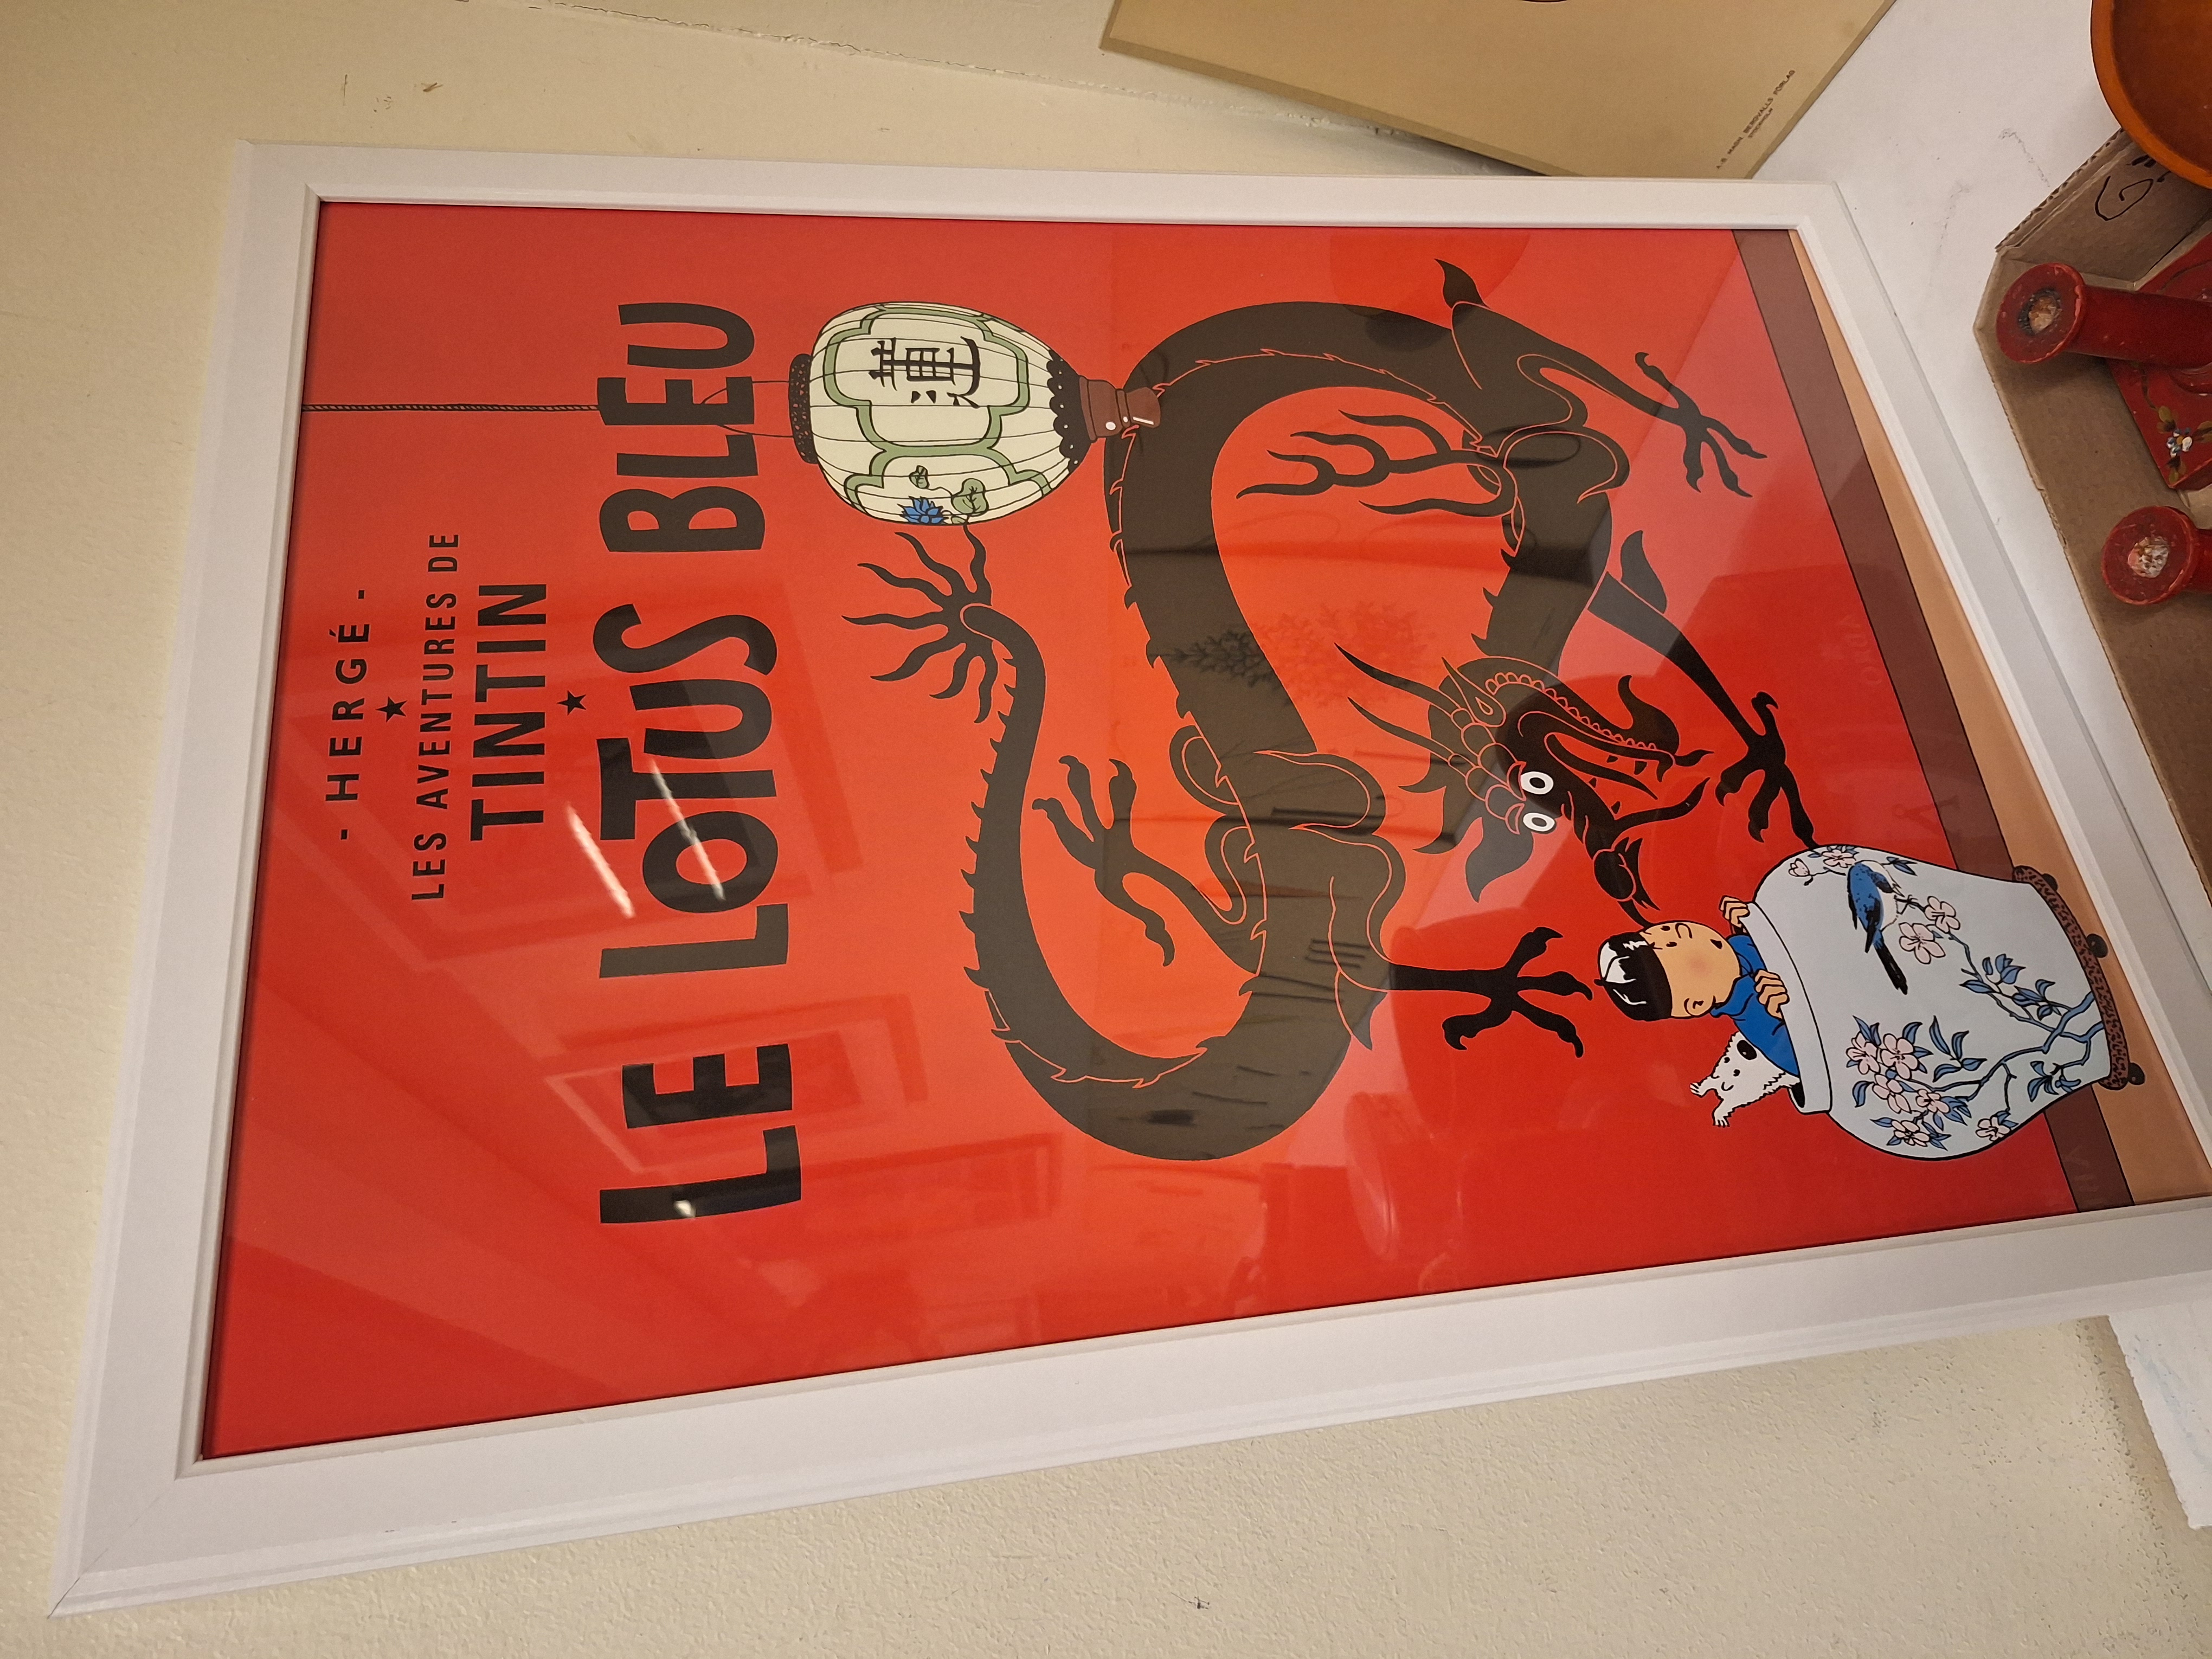 - HERGÉ -
LES AVENTURES DE
TINTIN
LE LOTUS BLEU
蓮